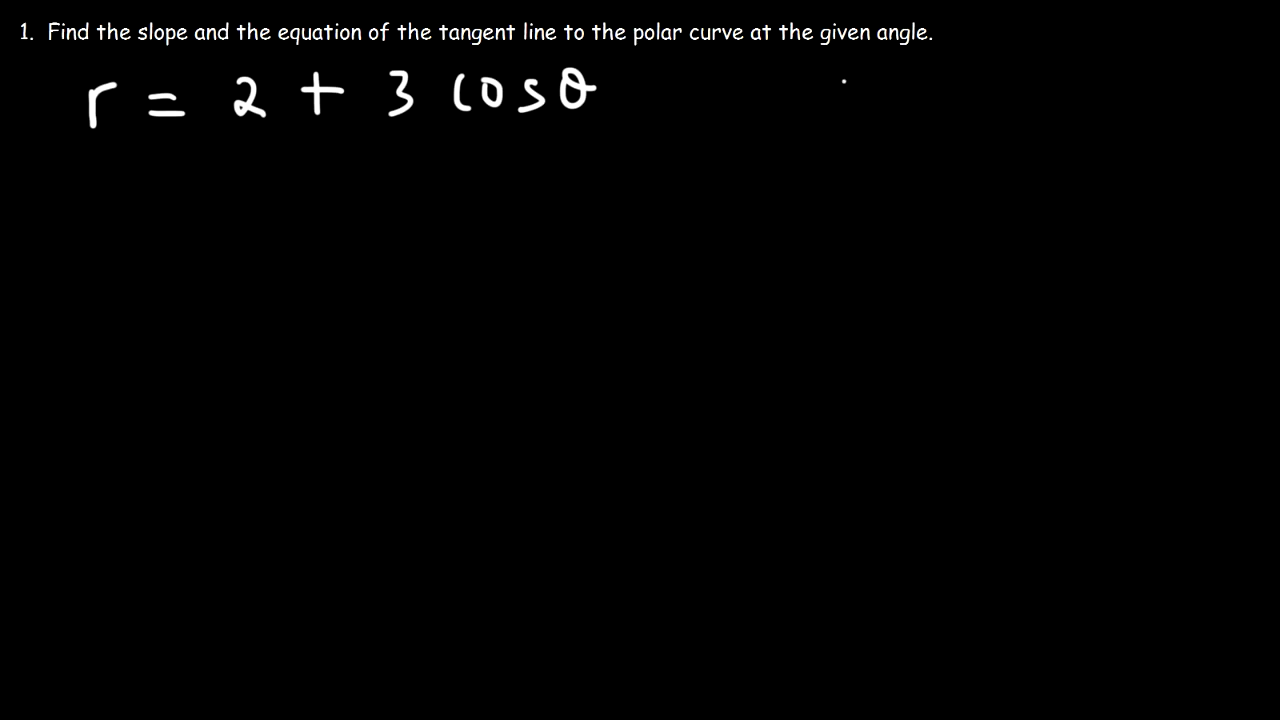 1. Find the slope and the equation of the tangent line to the polar curve at the given angle.
r = 2 + 3 cosθ